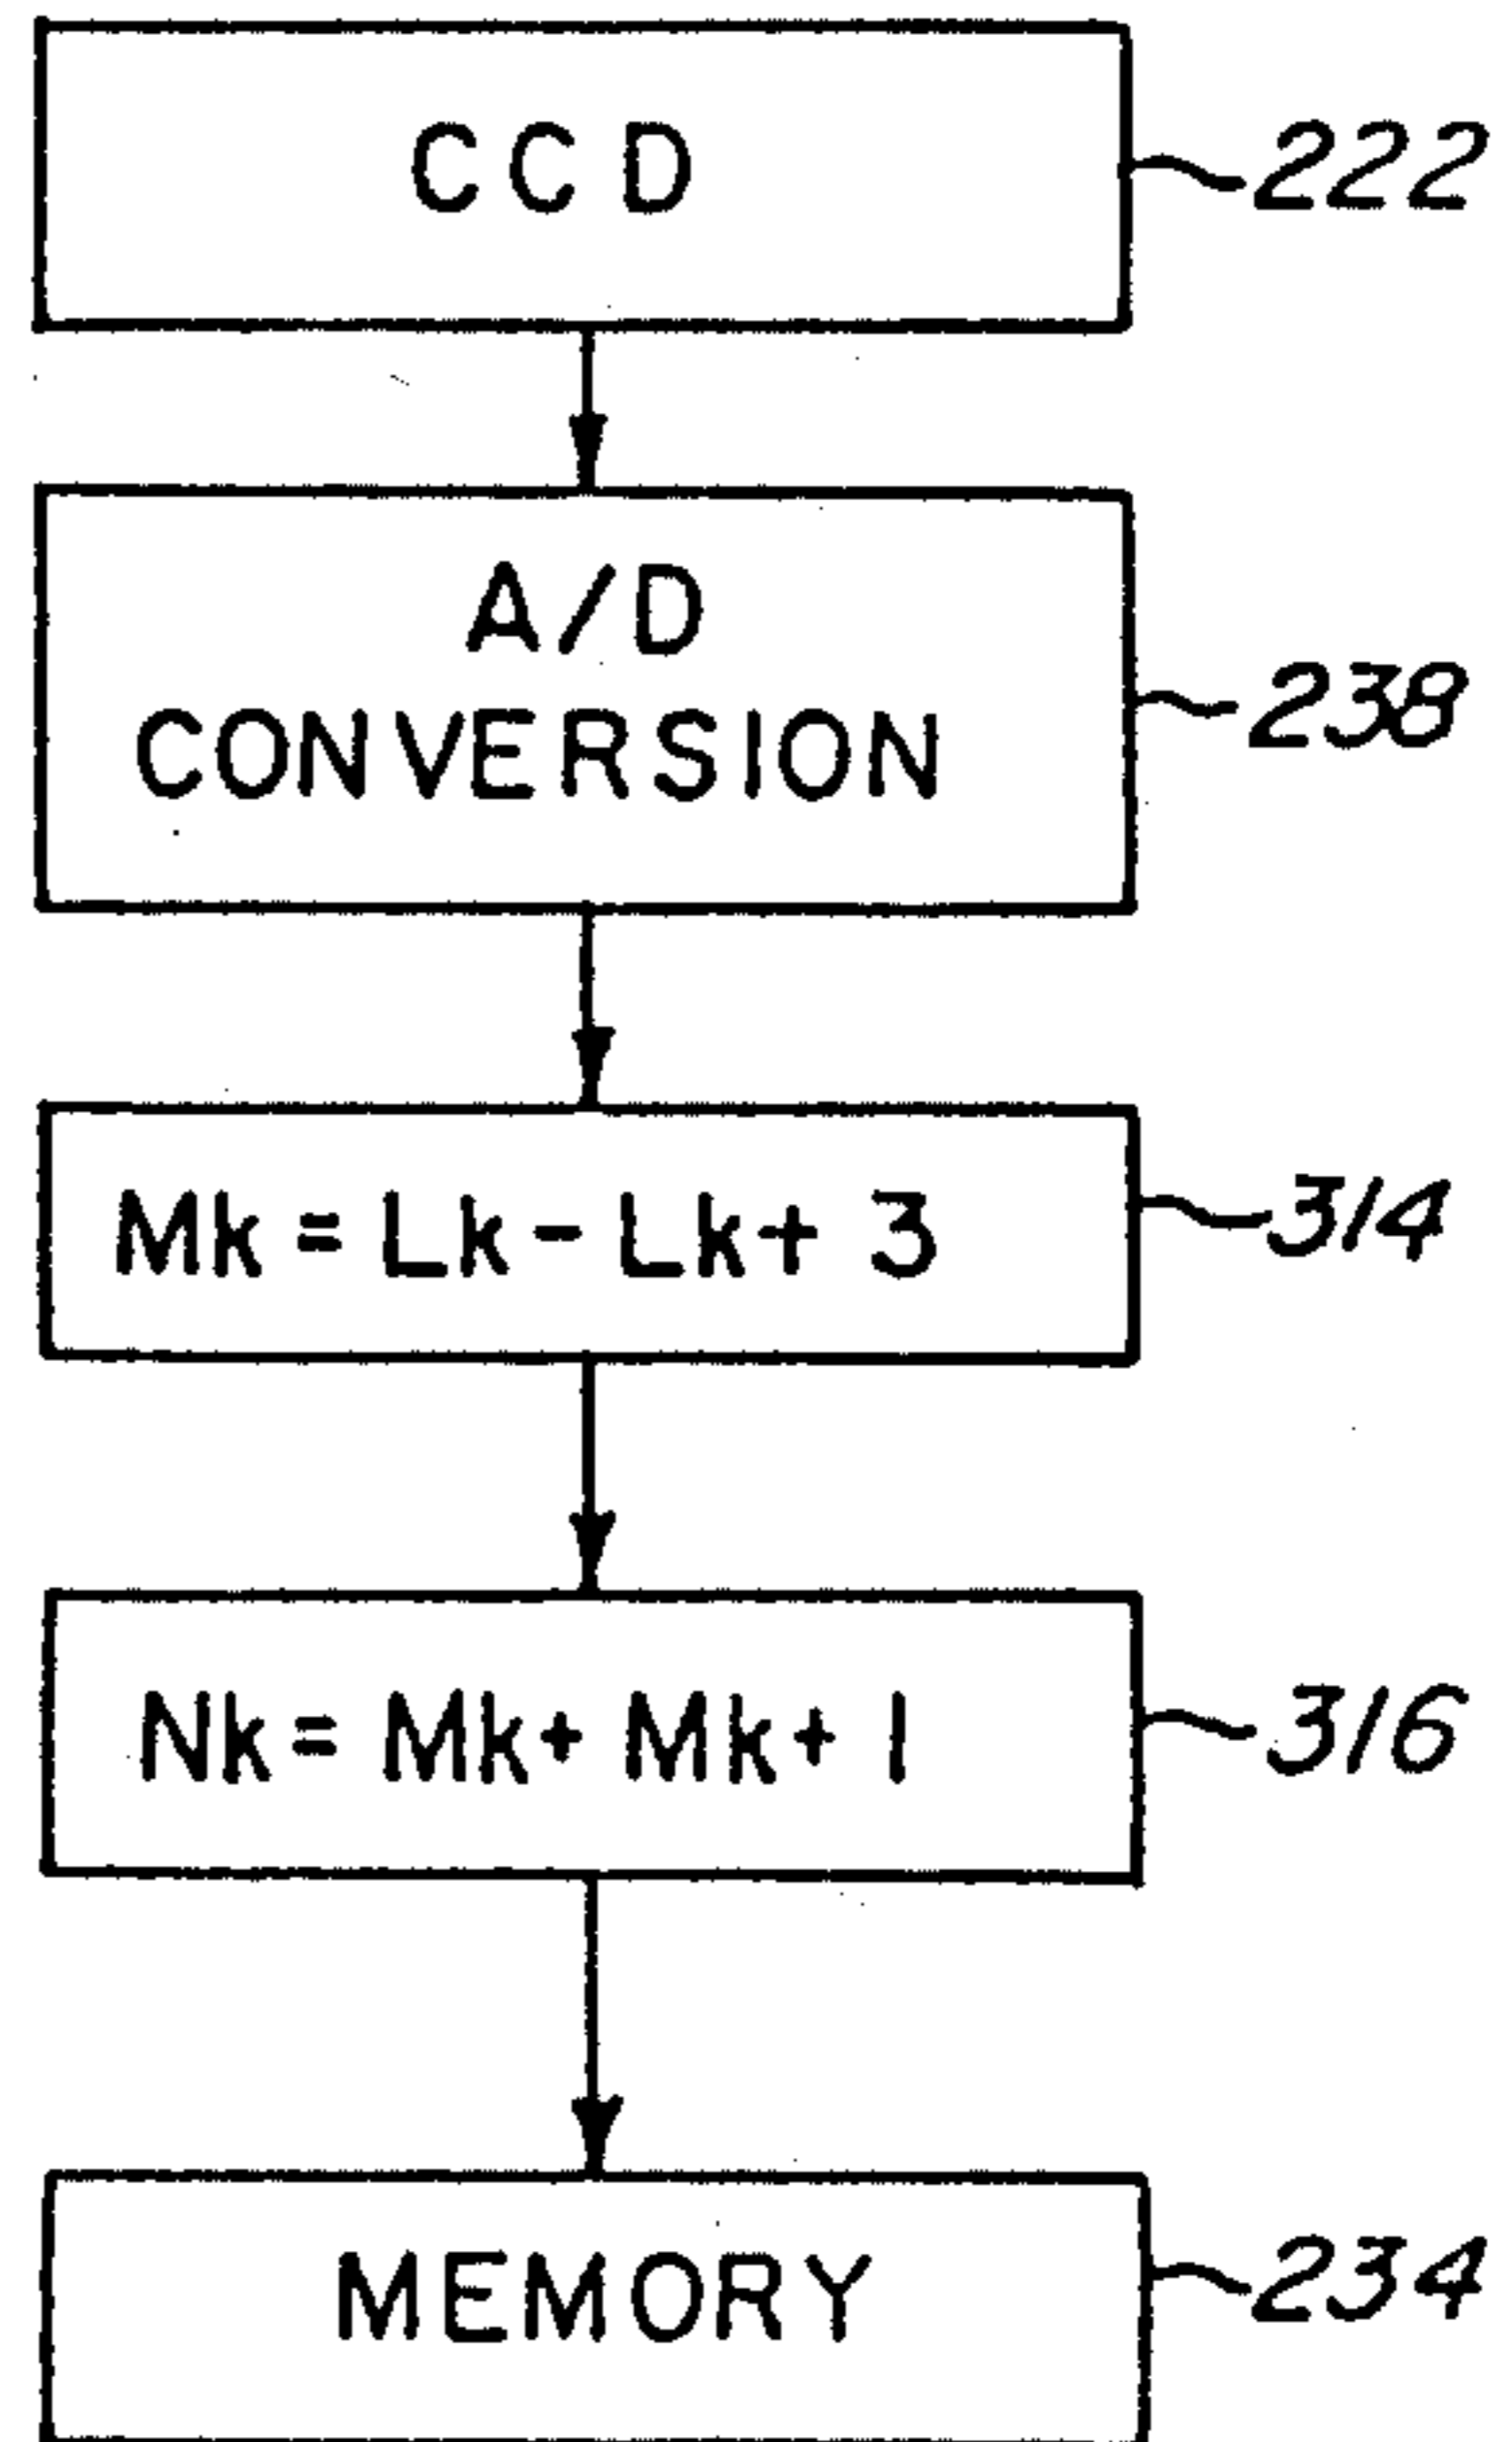 CCD
222
A/D
CONVERSION
238
Mk = Lk - Lk + 3
314
Nk = Mk + Mk + 1
316
MEMORY
234